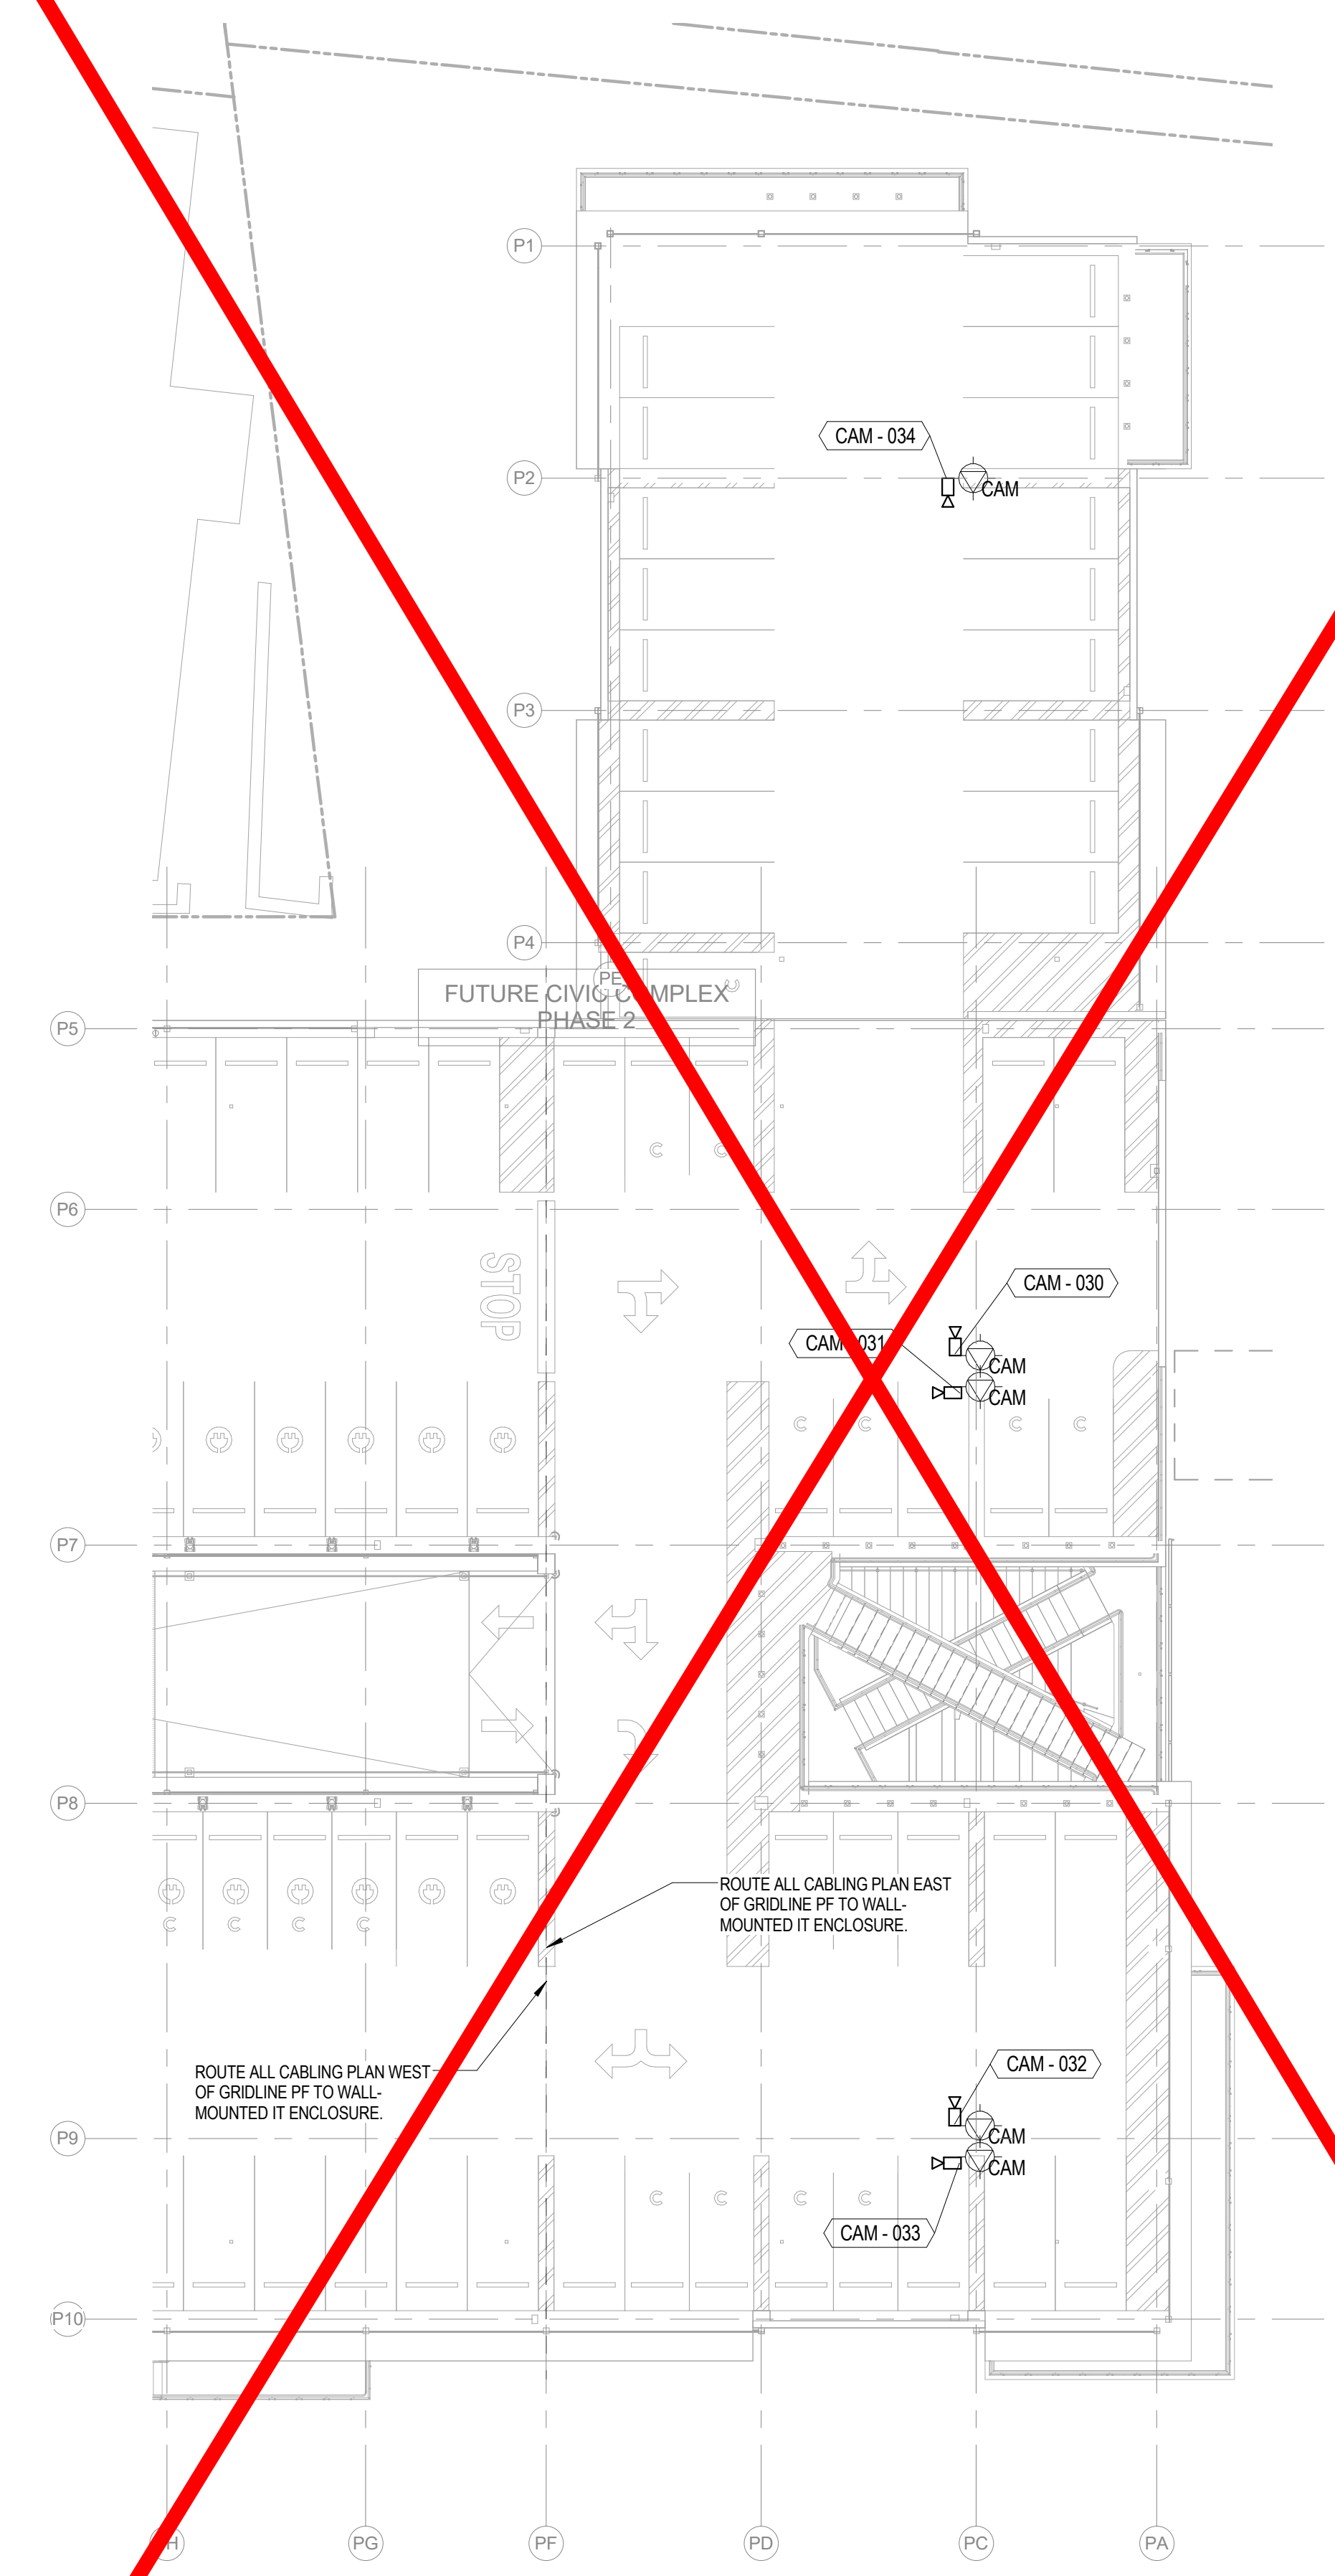 P1
CAM - 034
P2
CAM
P3
P4
PE
FUTURE CIVIC COMPLEX
PHASE 2
C
P5
C
C
P6
STOP
CAM - 030
CAM - 031
CAM
CAM
C
C
C
C
P7
P8
ROUTE ALL CABLING PLAN EAST
OF GRIDLINE PF TO WALL-
MOUNTED IT ENCLOSURE.
C
C
C
C
CAM - 032
ROUTE ALL CABLING PLAN WEST
OF GRIDLINE PF TO WALL-
MOUNTED IT ENCLOSURE.
P9
CAM
CAM
C
C
C
C
CAM - 033
P10
PG
PF
PD
PC
PA